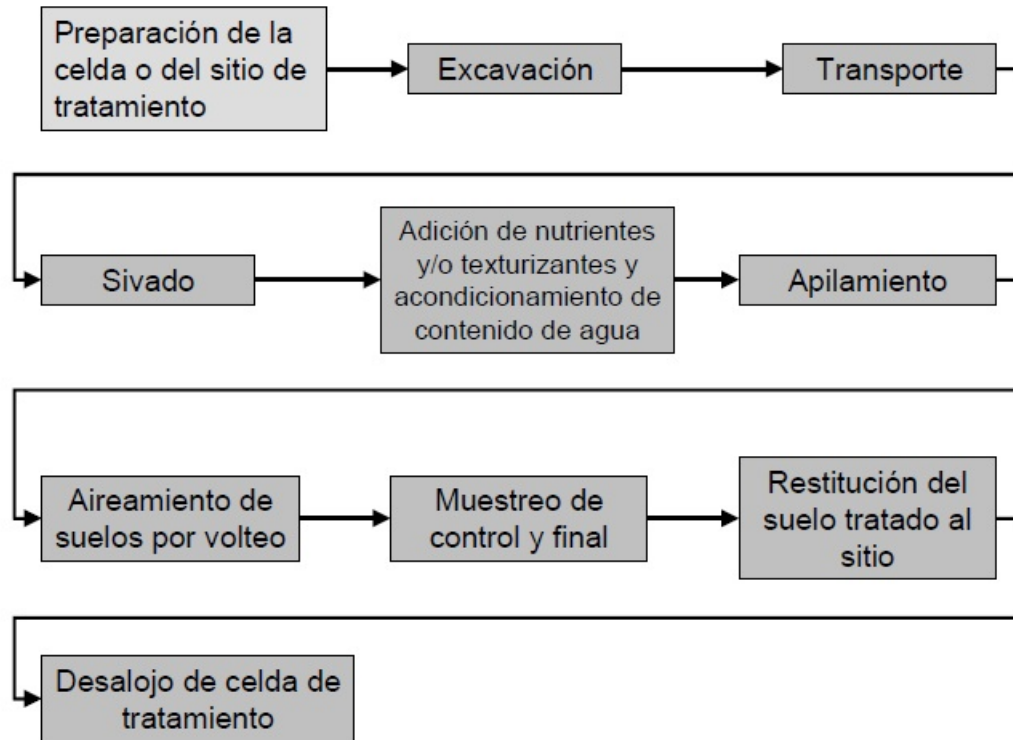 Preparación de la
celda o del sitio de
tratamiento
Excavación
Transporte
Sivado
Adición de nutrientes
y/o texturizantes y
acondicionamiento de
contenido de agua
Apilamiento
Aireamiento de
suelos por volteo
Muestreo de
control y final
Restitución del
suelo tratado al
sitio
Desalojo de celda de
tratamiento